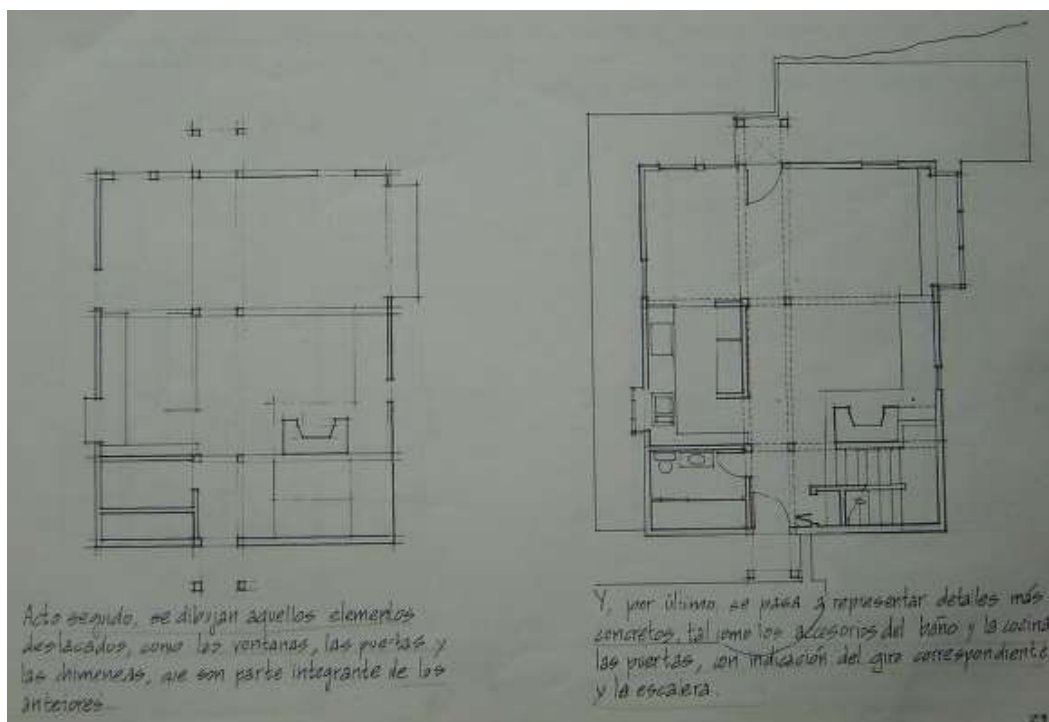 Acto seguido, se dibujan aquellos elementos
destacados, como las ventanas, las puertas y
las chimeneas, que son parte integrante de los
anteriores.
Y, por último, se pasa a representar detalles más
concretos, tal como los accesorios del baño y la cocina
las puertas, con indicación del giro correspondiente
y la escalera.